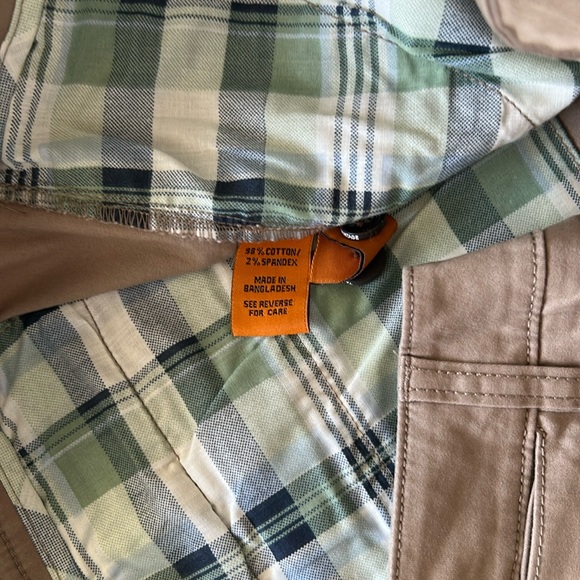 98% COTTON/
2% SPANDEX
MADE IN
BANGLADESH
SEE REVERSE
FOR CARE